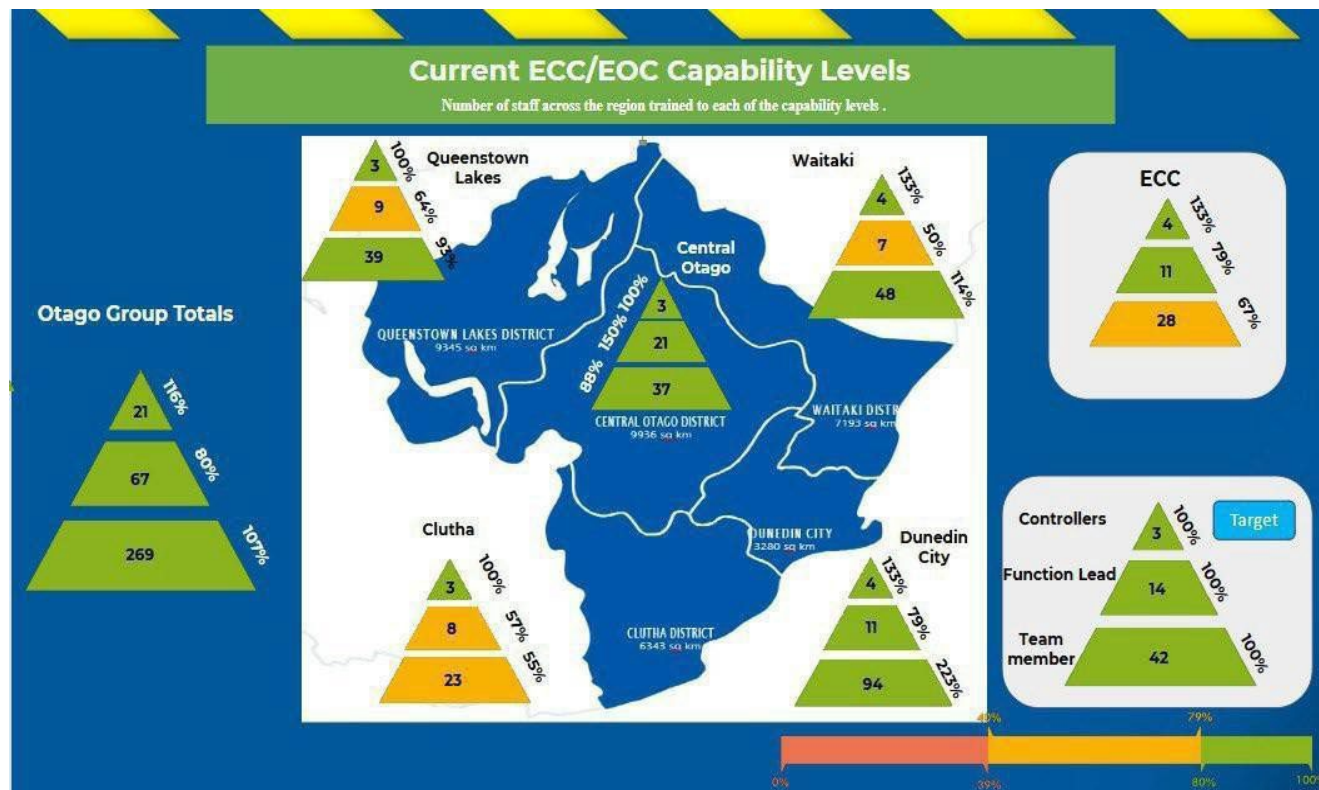 Current ECC/EOC Capability Levels
Number of staff across the region trained to each of the capability levels .
Otago Group Totals
21
116%
67
80%
269
107%
Queenstown
Lakes
3
100%
9
64%
39
93%
Waitaki
4
133%
7
50%
48
114%
Central
Otago
3
100%
21
150%
37
88%
QUEENSTOWN LAKES DISTRICT
9345 sq km
CENTRAL OTAGO DISTRICT
9936 sq km
WAITAKI DISTR
7193 sq km
DUNEDIN CITY
3280 sq km
CLUTHA DISTRICT
6343 sq km
Clutha
3
100%
8
57%
23
55%
Dunedin
City
4
133%
11
79%
94
223%
ECC
4
133%
11
79%
28
67%
Target
Controllers
3
100%
Function Lead
14
100%
Team
member
42
100%
79%
0%
39%
80%
100%